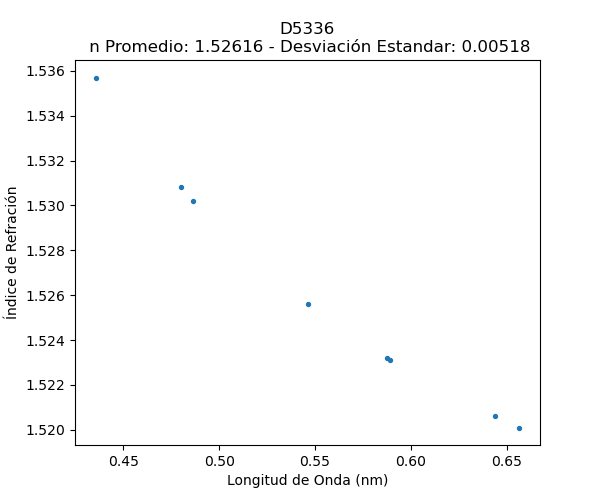 D5336
n Promedio: 1.52616 - Desviación Estandar: 0.00518
1.536
1.534
1.532
1.530
1.528
1.526
1.524
1.522
1.520
Índice de Refración
0.45 0.50 0.55 0.60 0.65
Longitud de Onda (nm)